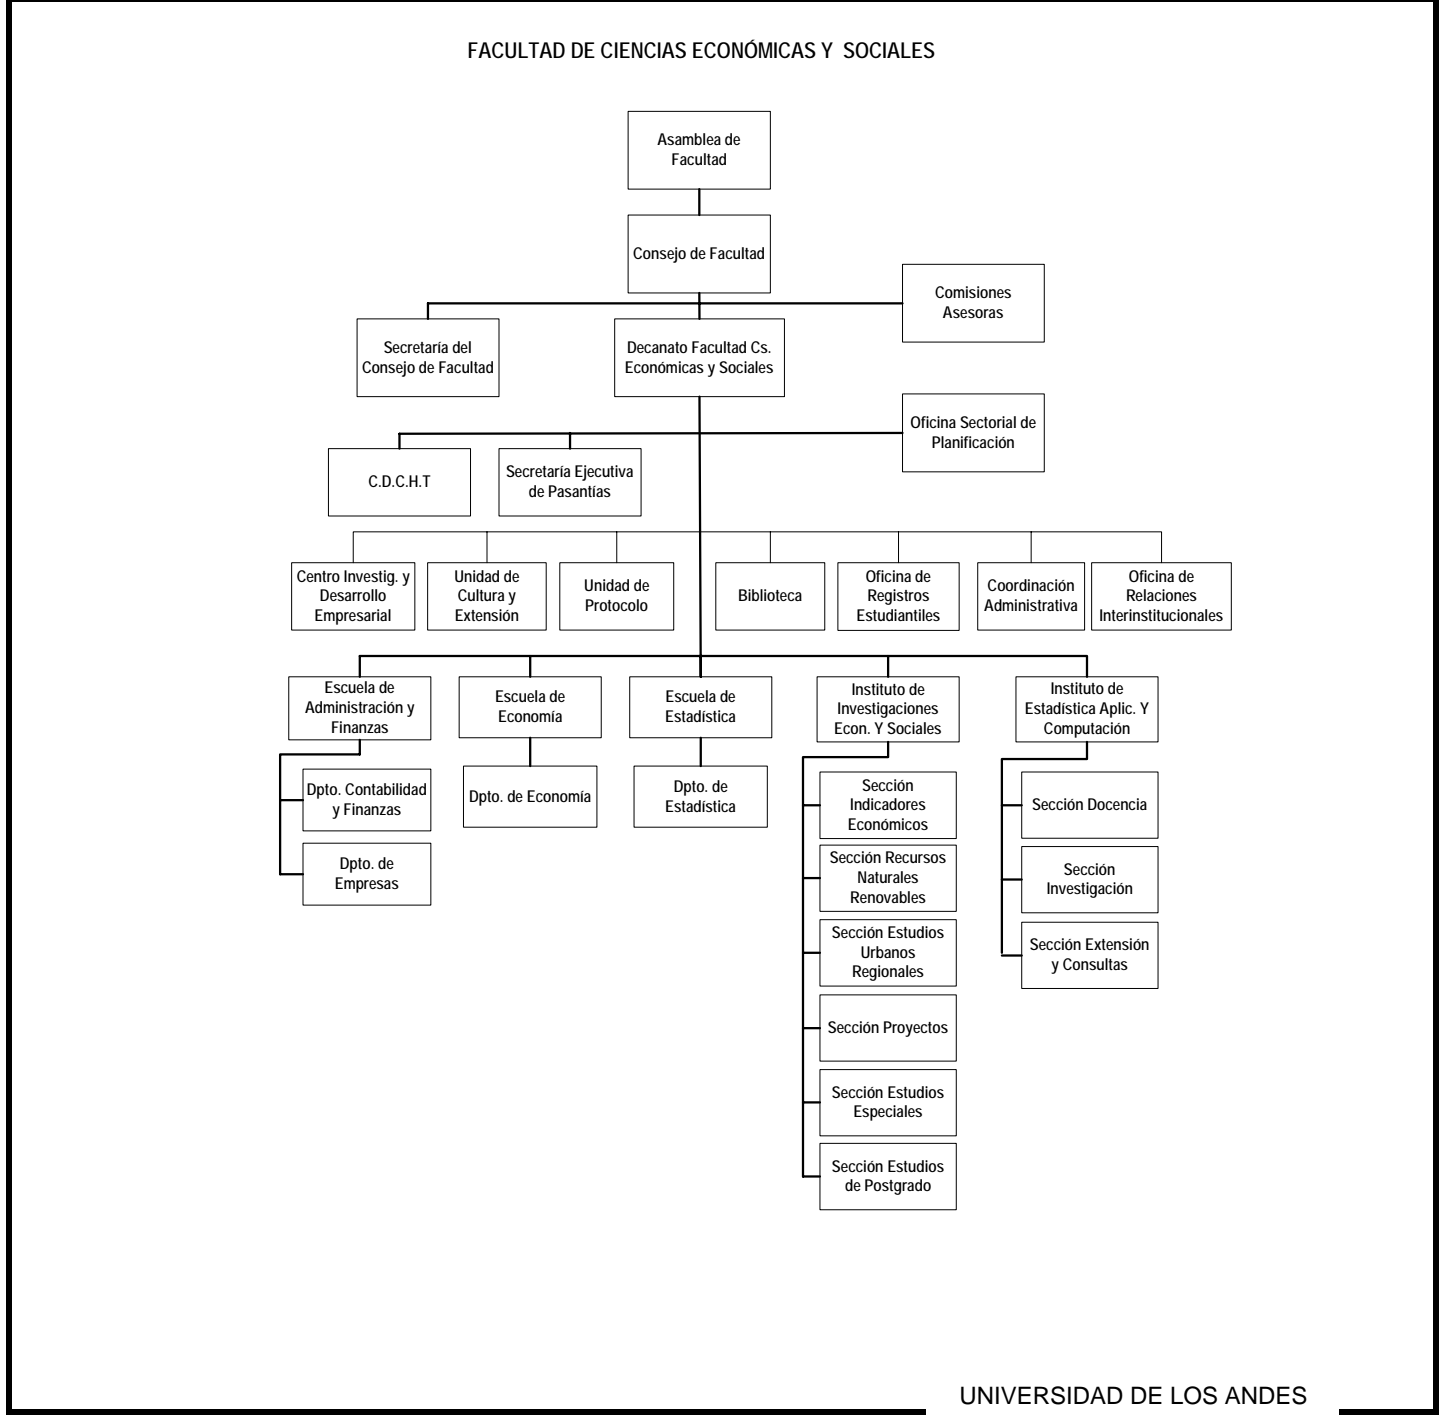 FACULTAD DE CIENCIAS ECONÓMICAS Y SOCIALES
Asamblea de
Facultad
Consejo de Facultad
Comisiones
Asesoras
Secretaría del
Consejo de Facultad
Decanato Facultad Cs.
Económicas y Sociales
Oficina Sectorial de
Planificación
C.D.C.H.T
Secretaría Ejecutiva
de Pasantías
Centro Investig. y
Desarrollo
Empresarial
Unidad de
Cultura y
Extensión
Unidad de
Protocolo
Biblioteca
Oficina de
Registros
Estudiantiles
Coordinación
Administrativa
Oficina de
Relaciones
Interinstitucionales
Escuela de
Administración y
Finanzas
Escuela de
Economía
Escuela de
Estadística
Instituto de
Investigaciones
Econ. Y Sociales
Instituto de
Estadística Aplic. Y
Computación
Dpto. Contabilidad
y Finanzas
Dpto. de
Empresas
Dpto. de Economía
Dpto. de
Estadística
Sección
Indicadores
Económicos
Sección Recursos
Naturales
Renovables
Sección Estudios
Urbanos
Regionales
Sección Proyectos
Sección Estudios
Especiales
Sección Estudios
de Postgrado
Sección Docencia
Sección
Investigación
Sección Extensión
y Consultas
UNIVERSIDAD DE LOS ANDES